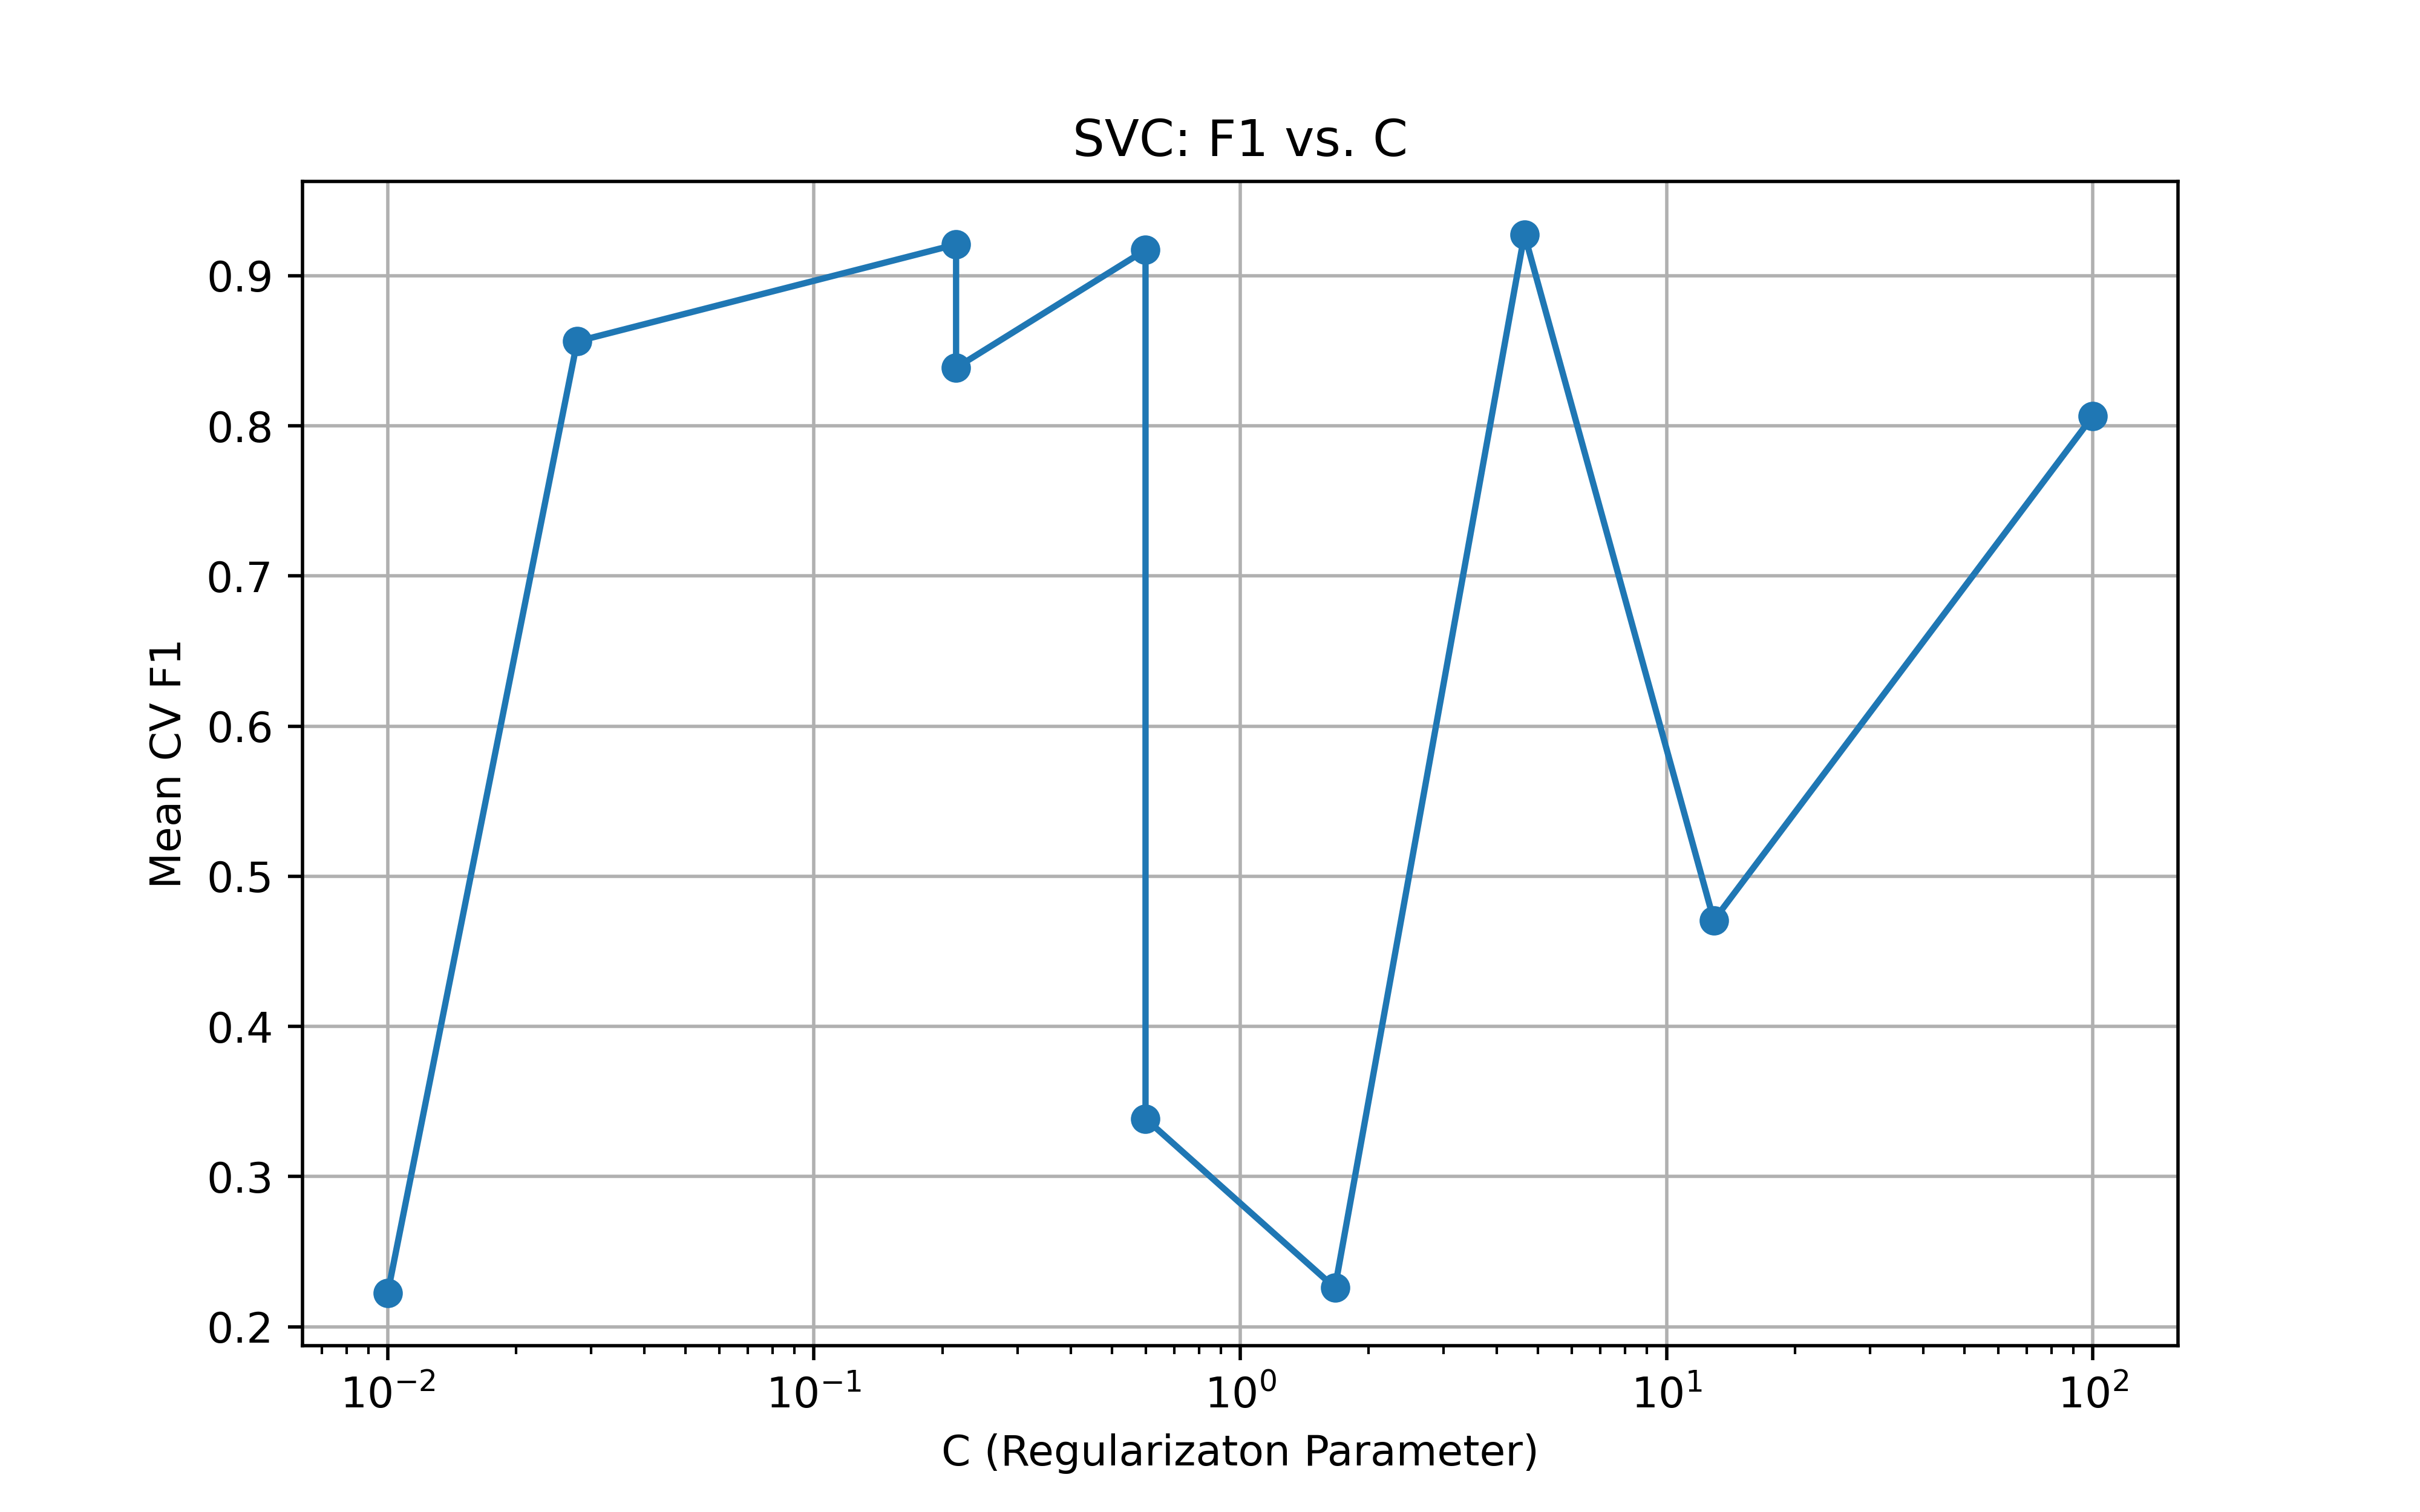 SVC: F1 vs. C
Mean CV F1
0.9
0.8
0.7
0.6
0.5
0.4
0.3
0.2
10⁻² 10⁻¹ 10⁰ 10¹ 10²
C (Regularizaton Parameter)